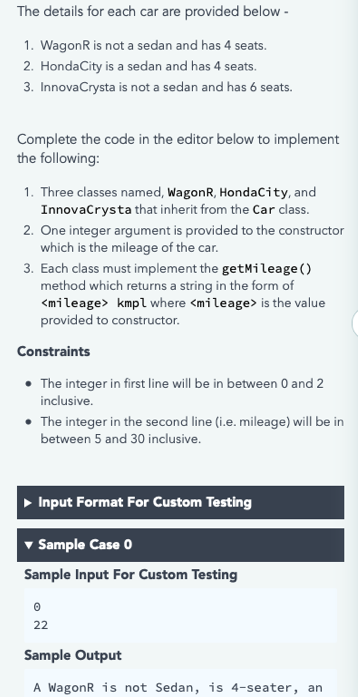 The details for each car are provided below -
1. WagonR is not a sedan and has 4 seats.
2. HondaCity is a sedan and has 4 seats.
3. InnovaCrysta is not a sedan and has 6 seats.
Complete the code in the editor below to implement
the following:
1. Three classes named, WagonR, HondaCity, and
InnovaCrysta that inherit from the Car class.
2. One integer argument is provided to the constructor
which is the mileage of the car.
3. Each class must implement the getMileage()
method which returns a string in the form of
<mileage> kmpl where <mileage> is the value
provided to constructor.
Constraints
• The integer in first line will be in between 0 and 2
inclusive.
• The integer in the second line (i.e. mileage) will be in
between 5 and 30 inclusive.
▶ Input Format For Custom Testing
▼ Sample Case 0
Sample Input For Custom Testing
0
22
Sample Output
A WagonR is not Sedan, is 4-seater, an